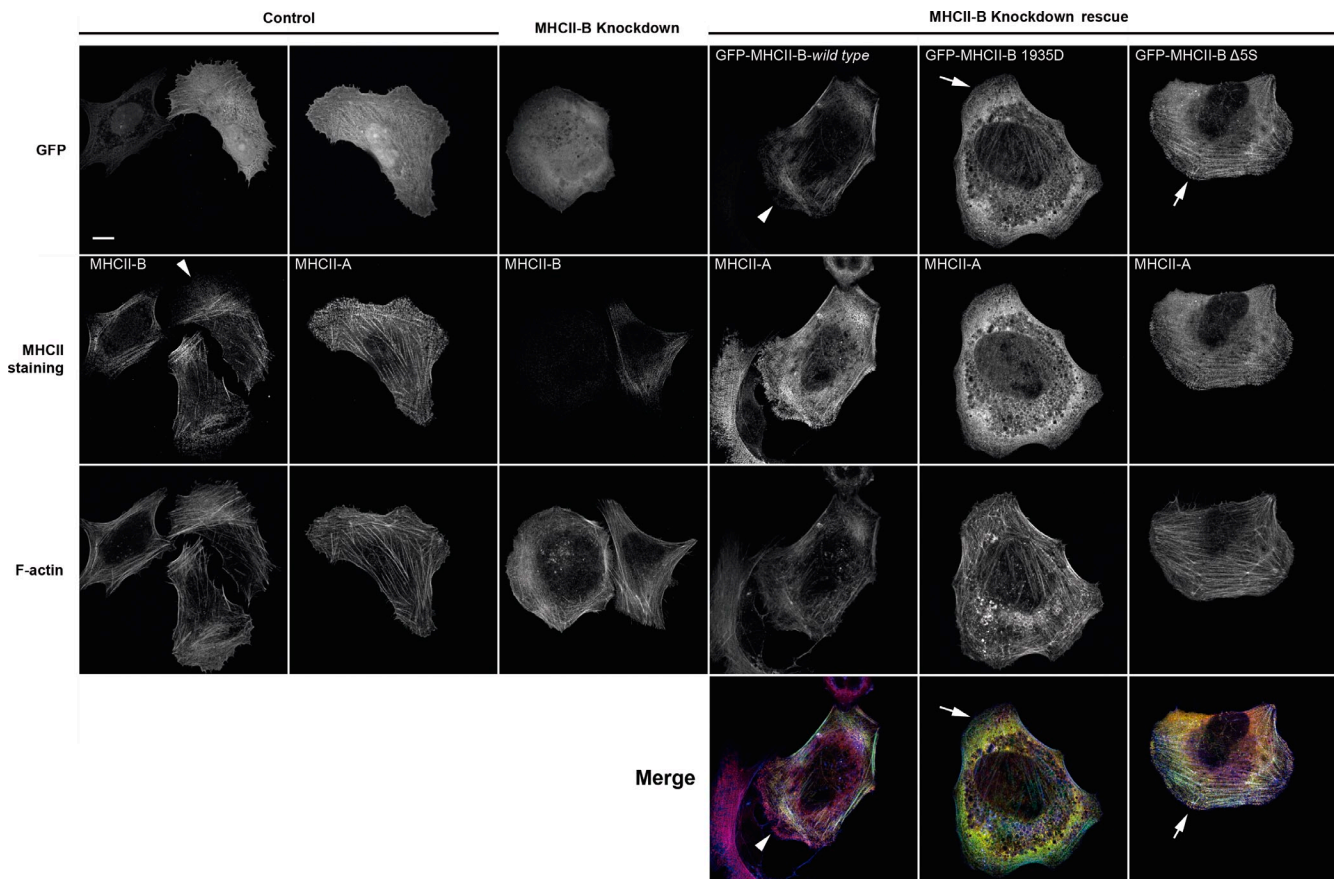 Control
MHCII-B Knockdown
MHCII-B Knockdown rescue
GFP
GFP-MHCII-B-wild type
GFP-MHCII-B 1935D
GFP-MHCII-B Δ5S
MHCII
staining
MHCII-B
MHCII-A
MHCII-B
MHCII-A
MHCII-A
MHCII-A
F-actin
Merge